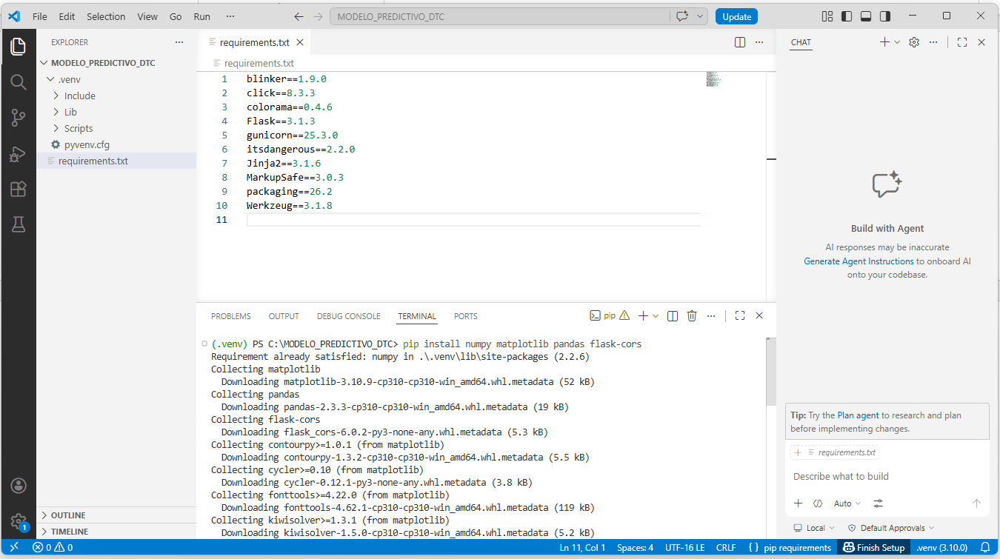 File Edit Selection View Go Run ···
MODELO_PREDICTIVO_DTC
Update
EXPLORER ···
MODELO_PREDICTIVO_DTC
.venv
Include
Lib
Scripts
pyvenv.cfg
requirements.txt
OUTLINE
TIMELINE
1
requirements.txt
requirements.txt
1 blinker==1.9.0
2 click==8.3.3
3 colorama==0.4.6
4 Flask==3.1.3
5 gunicorn==25.3.0
6 itsdangerous==2.2.0
7 Jinja2==3.1.6
8 MarkupSafe==3.0.3
9 packaging==26.2
10 Werkzeug==3.1.8
11
PROBLEMS OUTPUT DEBUG CONSOLE TERMINAL PORTS
pip
(.venv) PS C:\MODELO_PREDICTIVO_DTC> pip install numpy matplotlib pandas flask-cors
Requirement already satisfied: numpy in .\.venv\lib\site-packages (2.2.6)
Collecting matplotlib
Downloading matplotlib-3.10.9-cp310-cp310-win_amd64.whl.metadata (52 kB)
Collecting pandas
Downloading pandas-2.3.3-cp310-cp310-win_amd64.whl.metadata (19 kB)
Collecting flask-cors
Downloading flask_cors-6.0.2-py3-none-any.whl.metadata (5.3 kB)
Collecting contourpy>=1.0.1 (from matplotlib)
Downloading contourpy-1.3.2-cp310-cp310-win_amd64.whl.metadata (5.5 kB)
Collecting cycler>=0.10 (from matplotlib)
Downloading cycler-0.12.1-py3-none-any.whl.metadata (3.8 kB)
Collecting fonttools>=4.22.0 (from matplotlib)
Downloading fonttools-4.62.1-cp310-cp310-win_amd64.whl.metadata (119 kB)
Collecting kiwisolver>=1.3.1 (from matplotlib)
Downloading kiwisolver-1.5.0-cp310-cp310-win_amd64.whl.metadata (5.2 kB)
CHAT
Build with Agent
AI responses may be inaccurate
Generate Agent Instructions to onboard AI
onto your codebase.
Tip: Try the Plan agent to research and plan
before implementing changes.
requirements.txt
Describe what to build
Auto
Local Default Approvals
0 0
Ln 11, Col 1 Spaces: 4 UTF-16 LE CRLF { } pip requirements Finish Setup .venv (3.10.0)